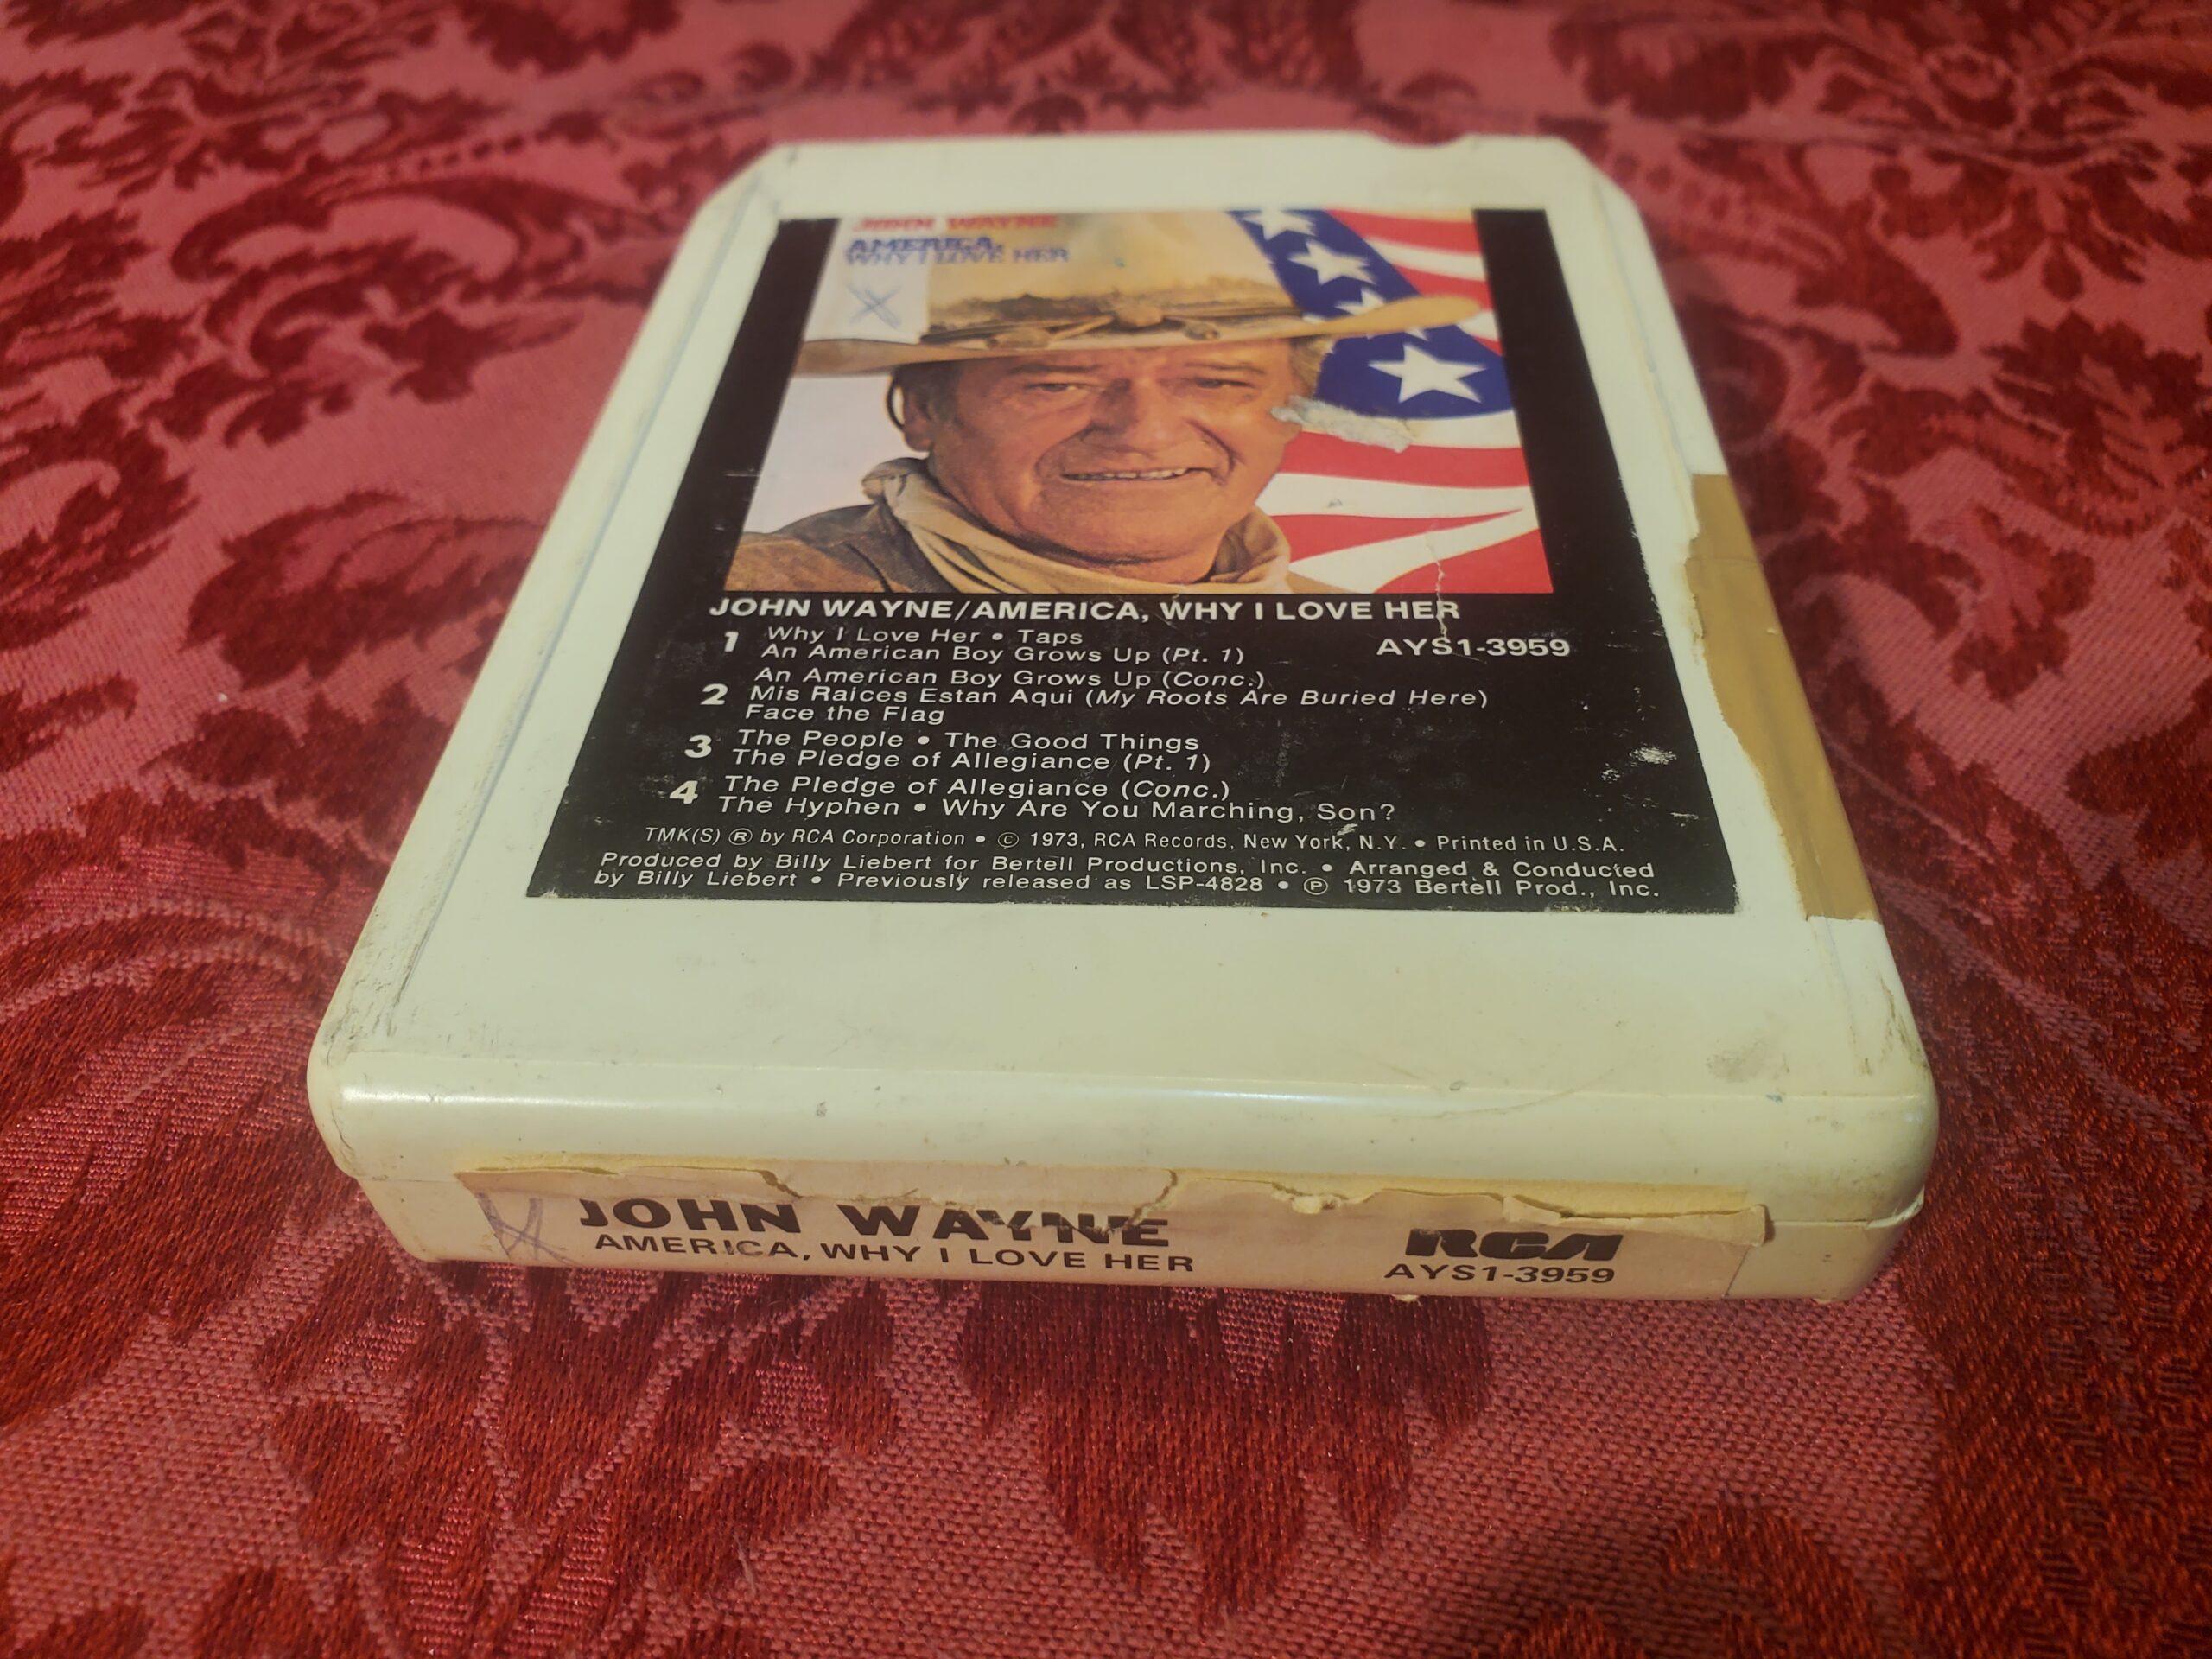 JOHN WAYNE
AMERICA,
WHY I LOVE HER
JOHN WAYNE/AMERICA, WHY I LOVE HER
AYS1-3959
1 Why I Love Her • Taps
An American Boy Grows Up (Pt. 1)
An American Boy Grows Up (Conc.)
2 Mis Raices Estan Aqui (My Roots Are Buried Here)
Face the Flag
3 The People • The Good Things
The Pledge of Allegiance (Pt. 1)
4 The Pledge of Allegiance (Conc.)
The Hyphen • Why Are You Marching, Son?
TMK(S) ® by RCA Corporation • © 1973, RCA Records, New York, N.Y. • Printed in U.S.A.
Produced by Billy Liebert for Bertell Productions, Inc. • Arranged & Conducted
by Billy Liebert • Previously released as LSP-4828 • ℗ 1973 Bertell Prod., Inc.
JOHN WAYNE
AMERICA, WHY I LOVE HER
RCA
AYS1-3959